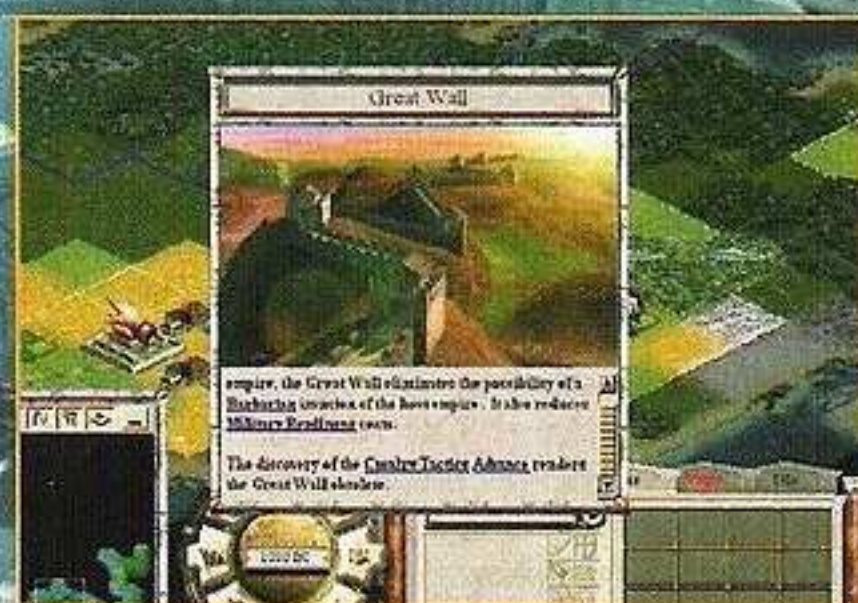 Great Wall
empire, the Great Wall eliminates the possibility of a
Barbarian invasion of the host empire. It also reduces
Military Readiness costs.
The discovery of the Cavalry Tactics Advance renders
the Great Wall obsolete.